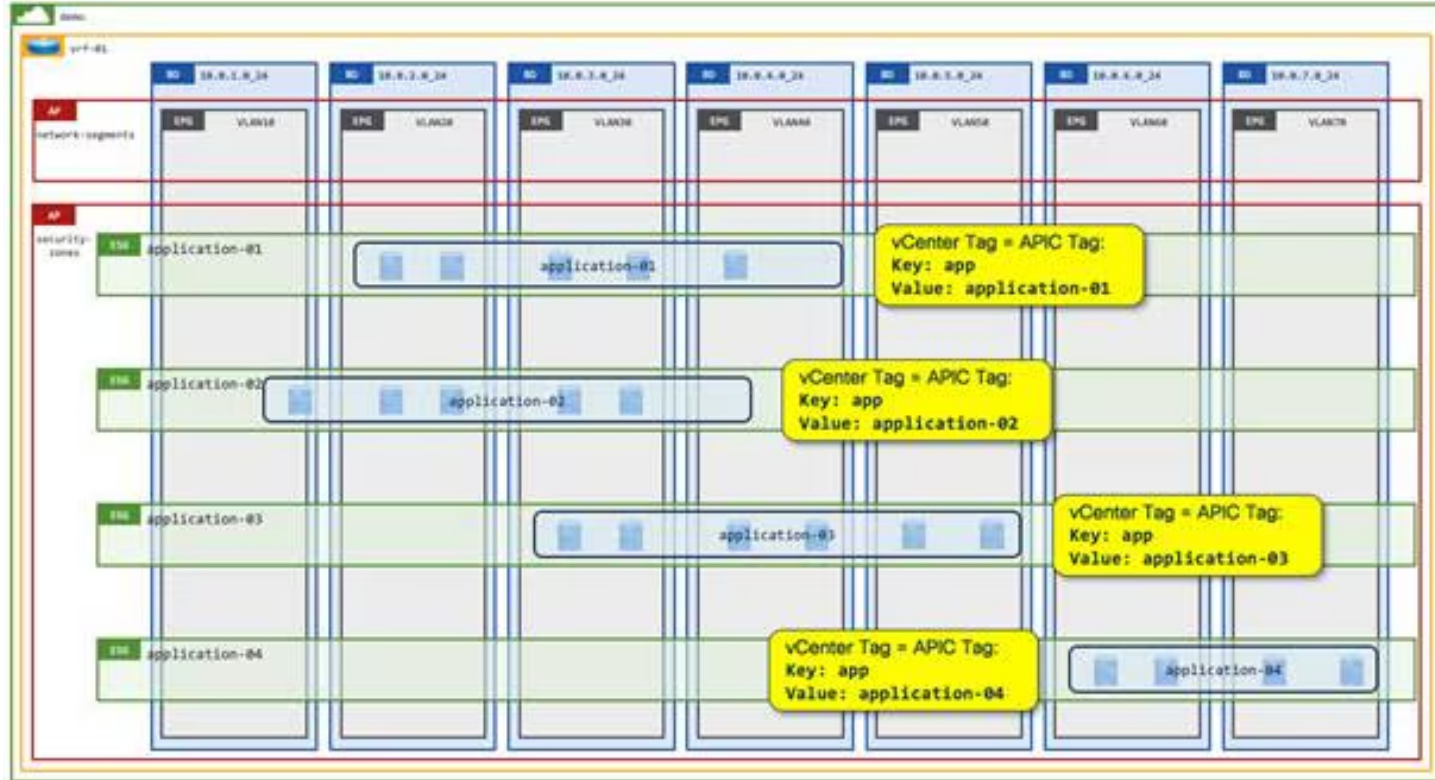 demo
vrf-01
BD 10.0.1.0_24
BD 10.0.2.0_24
BD 10.0.3.0_24
BD 10.0.4.0_24
BD 10.0.5.0_24
BD 10.0.6.0_24
BD 10.0.7.0_24
AP
network-segments
EPG VLAN10
EPG VLAN20
EPG VLAN30
EPG VLAN40
EPG VLAN50
EPG VLAN60
EPG VLAN70
AP
security-
zones
ESG application-01
application-01
vCenter Tag = APIC Tag:
Key: app
Value: application-01
ESG application-02
application-02
vCenter Tag = APIC Tag:
Key: app
Value: application-02
ESG application-03
application-03
vCenter Tag = APIC Tag:
Key: app
Value: application-03
ESG application-04
application-04
vCenter Tag = APIC Tag:
Key: app
Value: application-04